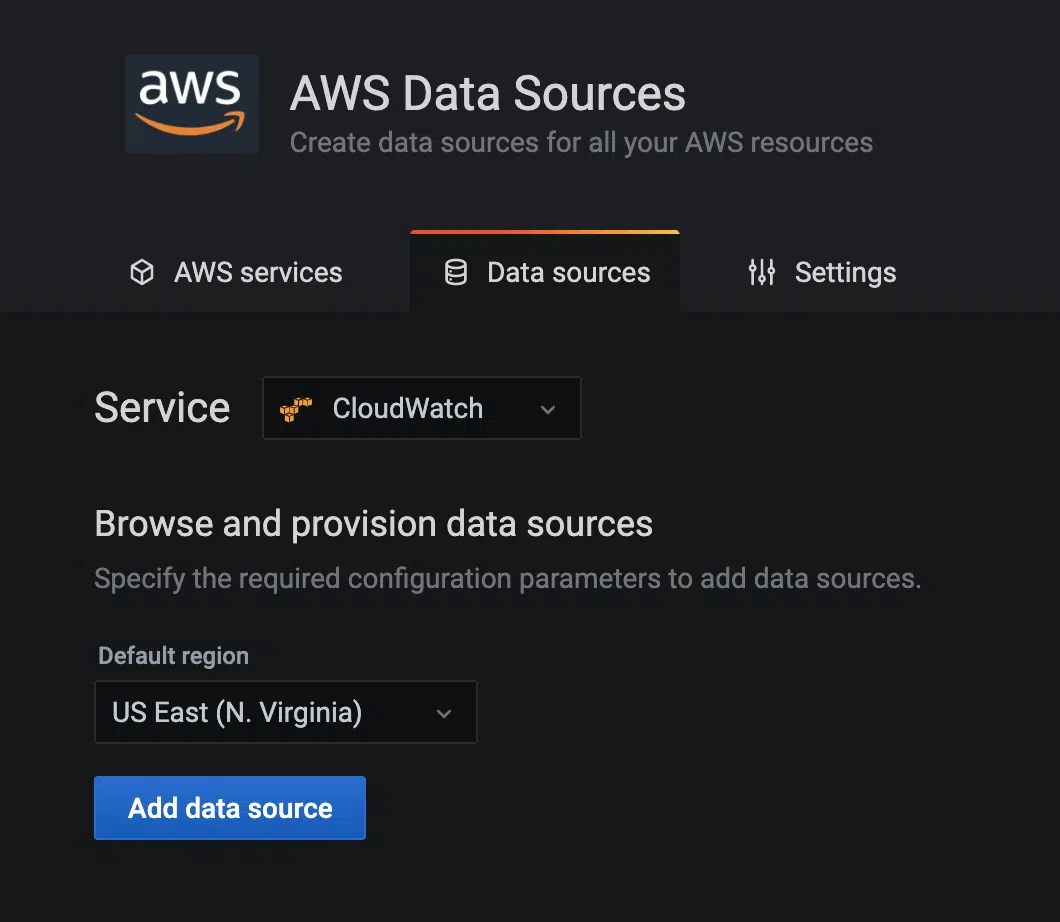 aws
AWS Data Sources
Create data sources for all your AWS resources
AWS services
Data sources
Settings
Service
CloudWatch
Browse and provision data sources
Specify the required configuration parameters to add data sources.
Default region
US East (N. Virginia)
Add data source